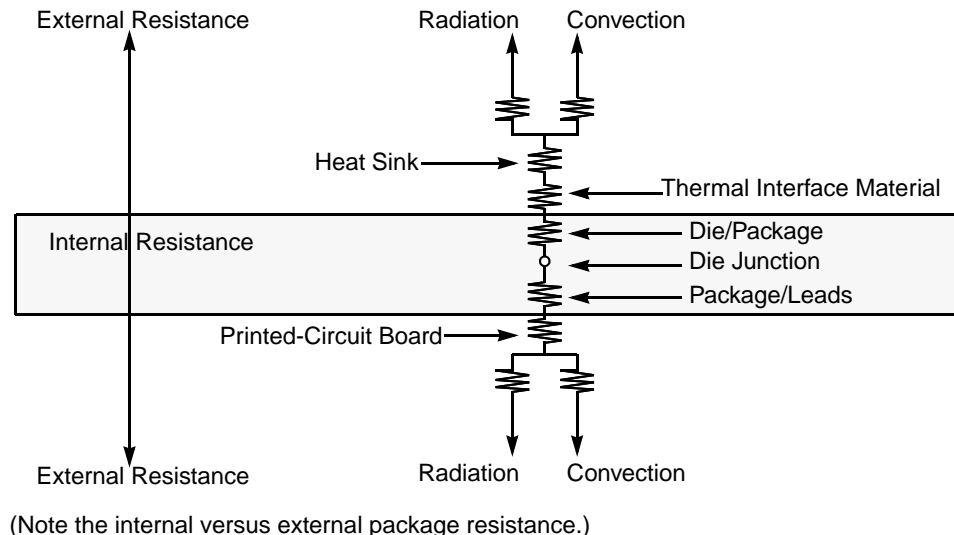 External Resistance
Radiation Convection
Heat Sink
Thermal Interface Material
Internal Resistance
Die/Package
Die Junction
Package/Leads
Printed-Circuit Board
External Resistance
Radiation Convection
(Note the internal versus external package resistance.)